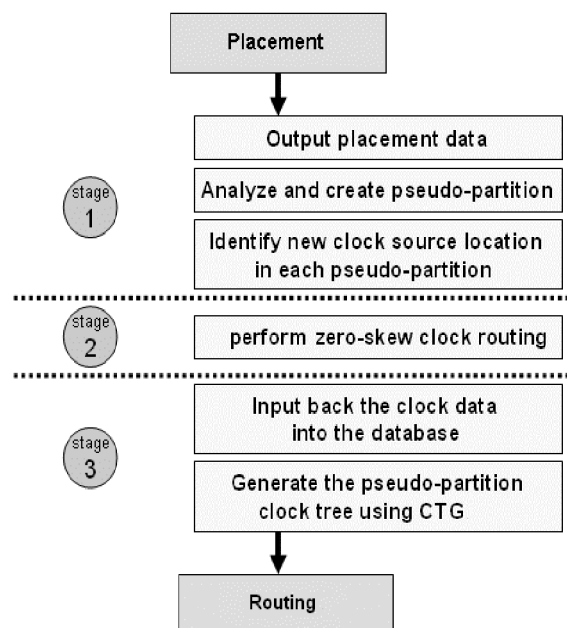 Placement
Output placement data
stage
1
Analyze and create pseudo-partition
Identify new clock source location
in each pseudo-partition
stage
2
perform zero-skew clock routing
Input back the clock data
into the database
stage
3
Generate the pseudo-partition
clock tree using CTG
Routing